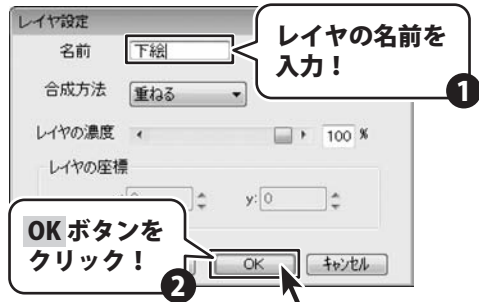 レイヤ設定
名前 下絵
レイヤの名前を
入力！
1
合成方法 重ねる
レイヤの濃度 100 %
レイヤの座標
y: 0
OK ボタンを
クリック！
2
OK キャンセル